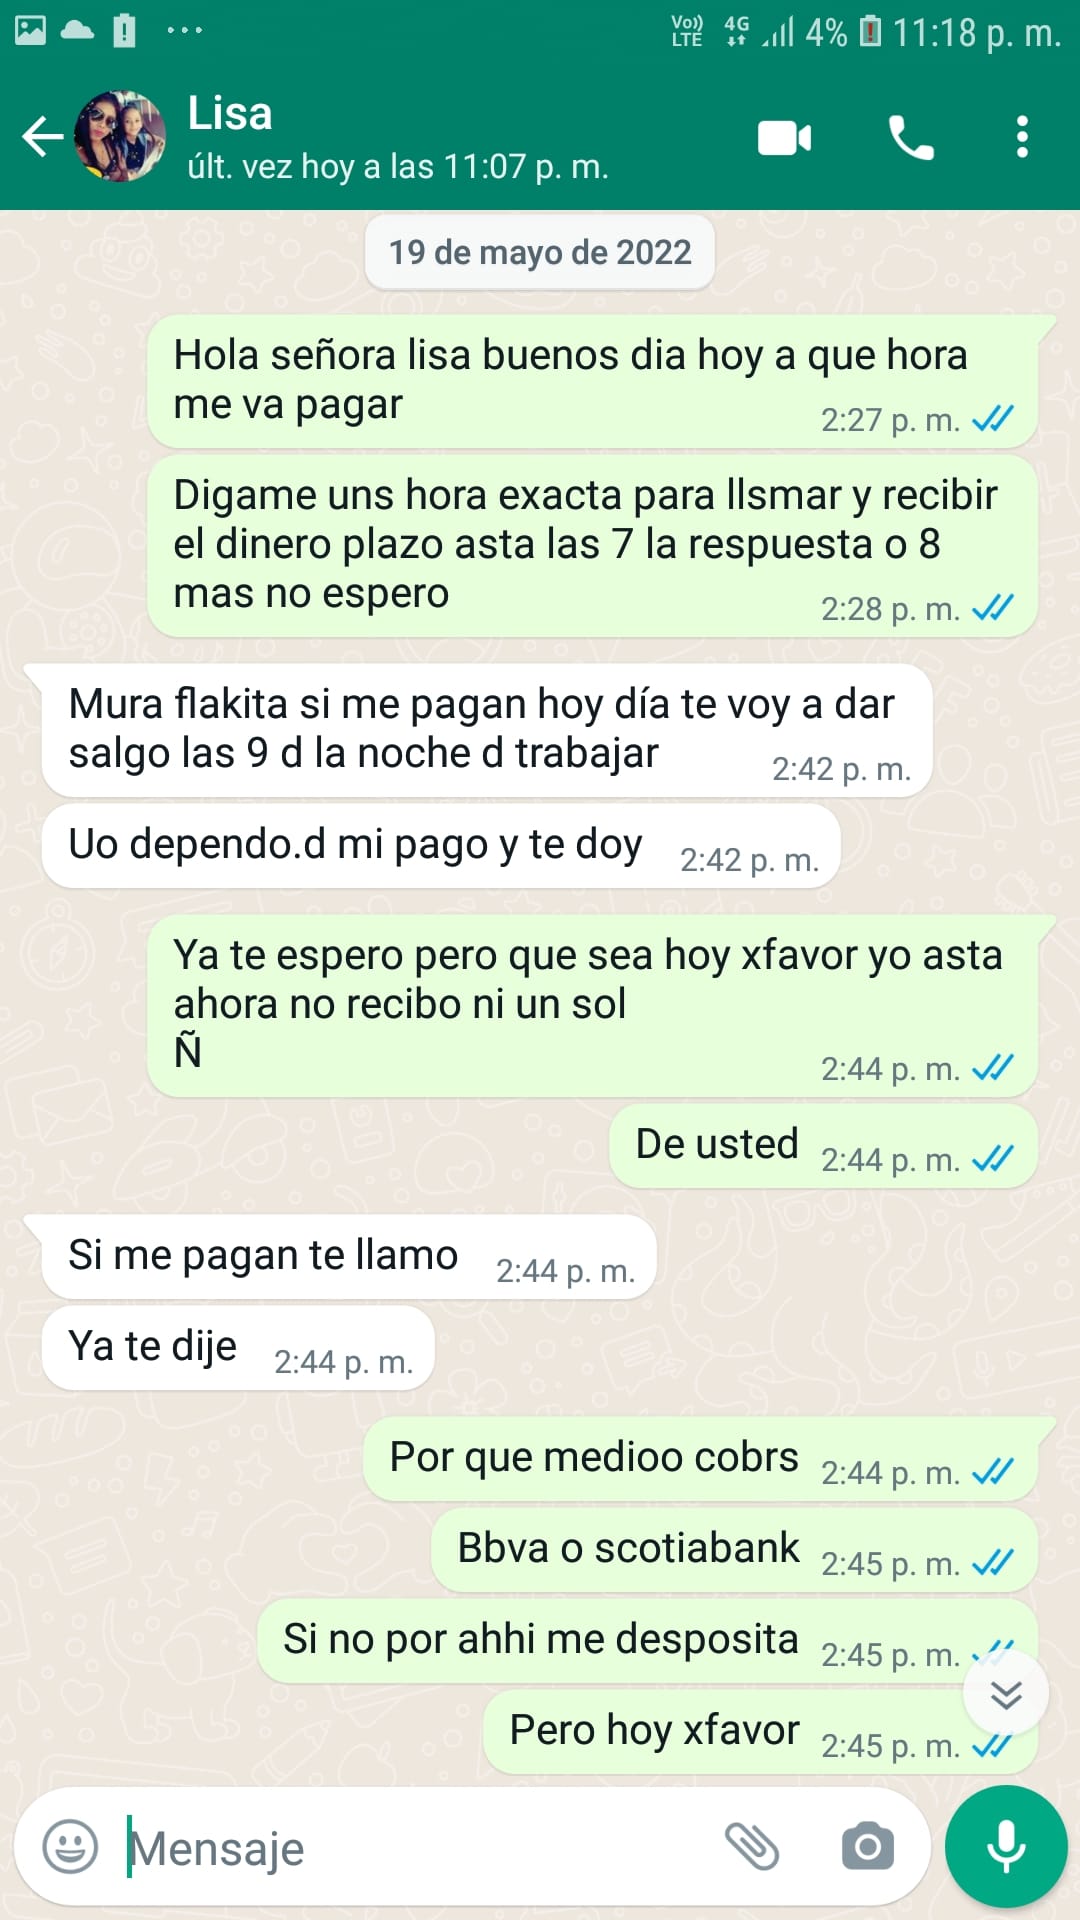 Vo)) LTE 4G 4% 11:18 p. m.
Lisa
últ. vez hoy a las 11:07 p. m.
19 de mayo de 2022
Hola señora lisa buenos dia hoy a que hora
me va pagar
2:27 p. m.
Digame uns hora exacta para llsmar y recibir
el dinero plazo asta las 7 la respuesta o 8
mas no espero
2:28 p. m.
Mura flakita si me pagan hoy día te voy a dar
salgo las 9 d la noche d trabajar
2:42 p. m.
Uo dependo.d mi pago y te doy
2:42 p. m.
Ya te espero pero que sea hoy xfavor yo asta
ahora no recibo ni un sol
Ñ
2:44 p. m.
De usted
2:44 p. m.
Si me pagan te llamo
2:44 p. m.
Ya te dije
2:44 p. m.
Por que medioo cobrs
2:44 p. m.
Bbva o scotiabank
2:45 p. m.
Si no por ahhi me desposita
2:45 p. m.
Pero hoy xfavor
2:45 p. m.
Mensaje